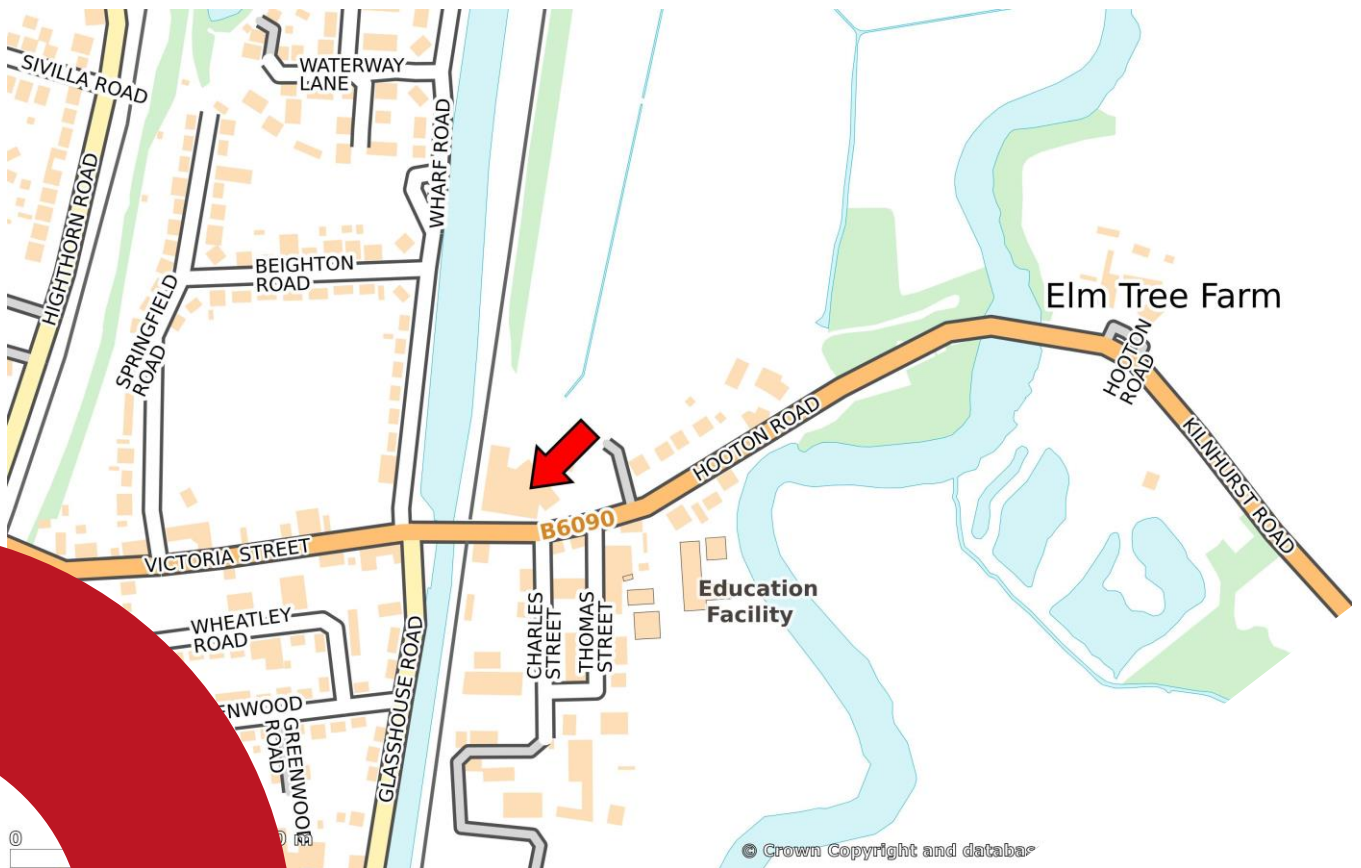 SIVILLA ROAD
WATERWAY
LANE
WHARF ROAD
HIGHTHORN ROAD
BEIGHTON
ROAD
SPRINGFIELD
ROAD
Elm Tree Farm
HOOTON
ROAD
HOOTON ROAD
KILNHURST ROAD
B6090
VICTORIA STREET
Education
Facility
CHARLES
STREET
THOMAS
STREET
WHEATLEY
ROAD
GLASSHOUSE ROAD
ENWOOD
GREENWOOD
ROAD
0
m
© Crown Copyright and databas